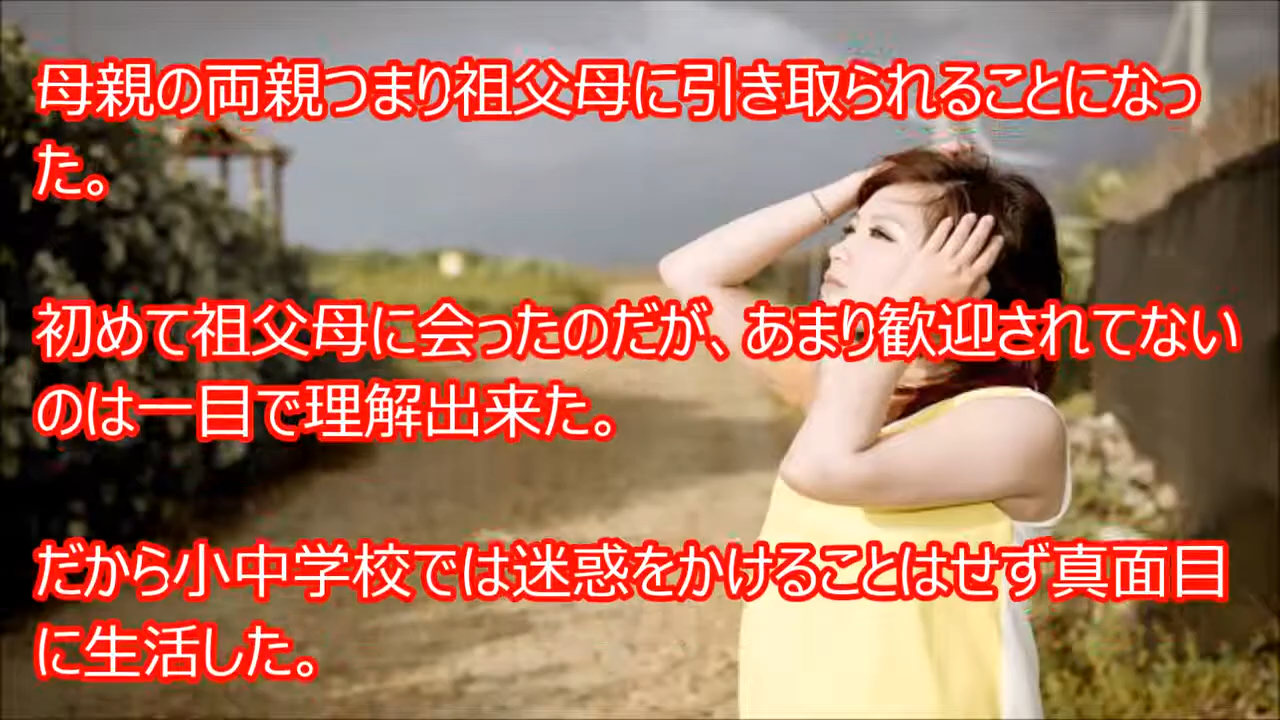 母親の両親つまり祖父母に引き取られることになっ
た。
初めて祖父母に会ったのだが、あまり歓迎されてない
のは一目で理解出来た。
だから小中学校では迷惑をかけることはせず真面目
に生活した。